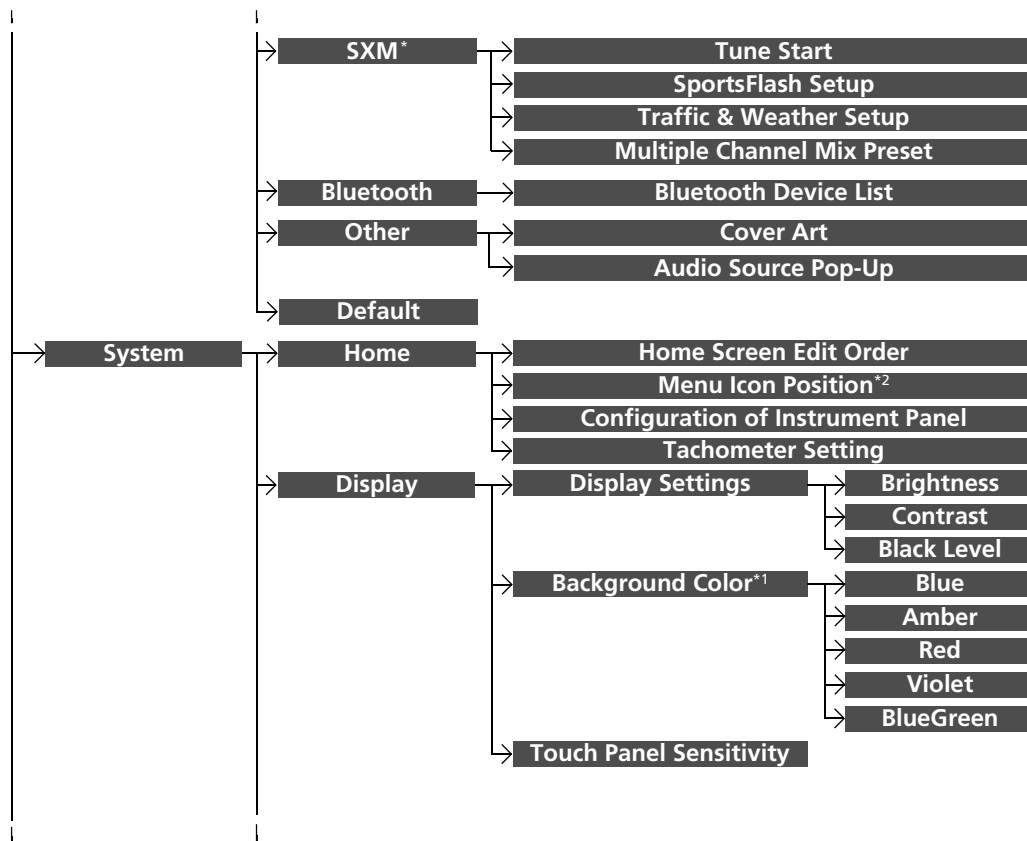 SXM*
Tune Start
SportsFlash Setup
Traffic & Weather Setup
Multiple Channel Mix Preset
Bluetooth
Bluetooth Device List
Other
Cover Art
Audio Source Pop-Up
Default
System
Home
Home Screen Edit Order
Menu Icon Position*2
Configuration of Instrument Panel
Tachometer Setting
Display
Display Settings
Brightness
Contrast
Black Level
Background Color*1
Blue
Amber
Red
Violet
BlueGreen
Touch Panel Sensitivity